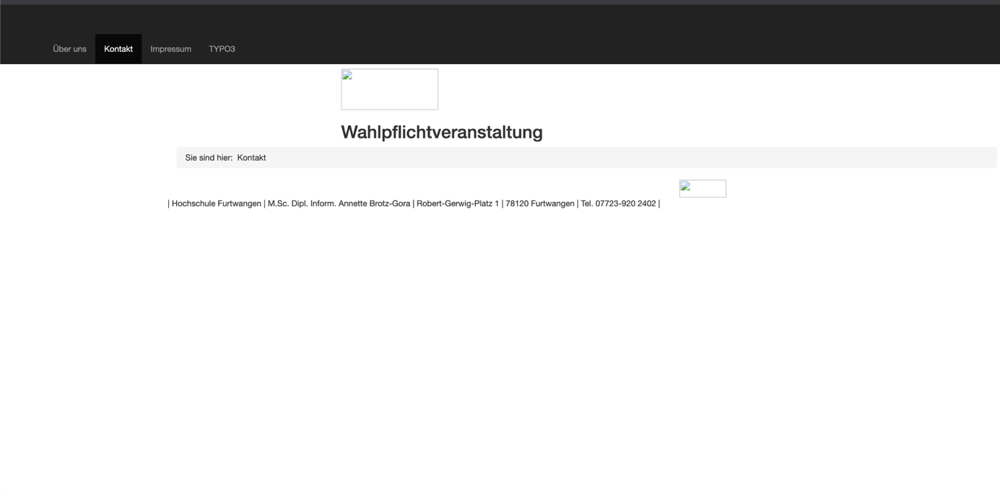 Über uns Kontakt Impressum TYPO3
Wahlpflichtveranstaltung
Sie sind hier: Kontakt
| Hochschule Furtwangen | M.Sc. Dipl. Inform. Annette Brotz-Gora | Robert-Gerwig-Platz 1 | 78120 Furtwangen | Tel. 07723-920 2402 |